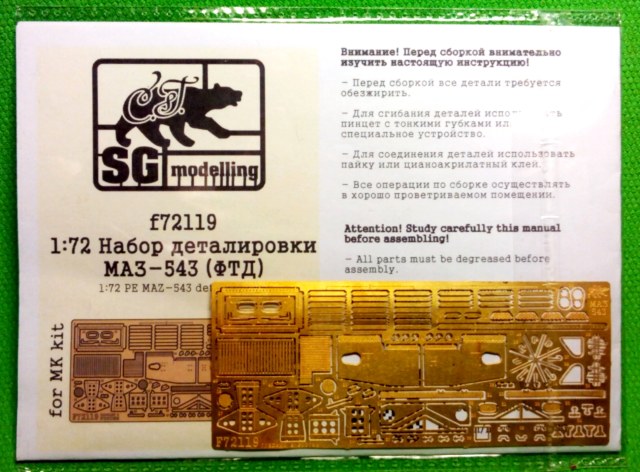 С.Т.
SG modelling
f72119
1:72 Набор деталировки
МАЗ-543 (ФТД)
1:72 PE MAZ-543
for MK kit
Внимание! Перед сборкой внимательно
изучить настоящую инструкцию!
- Перед сборкой все детали требуется
обезжирить.
- Для сгибания деталей
пинцет с тонкими губками
специальное устройство.
- Для соединения деталей использовать
пайку или цианоакрилатный клей.
- Все операции по сборке осуществлять
в хорошо проветриваемом помещении.
Attention! Study carefully this manual
before assembling!
- All parts must be degreased before
assembly.
543
F72119
F72119